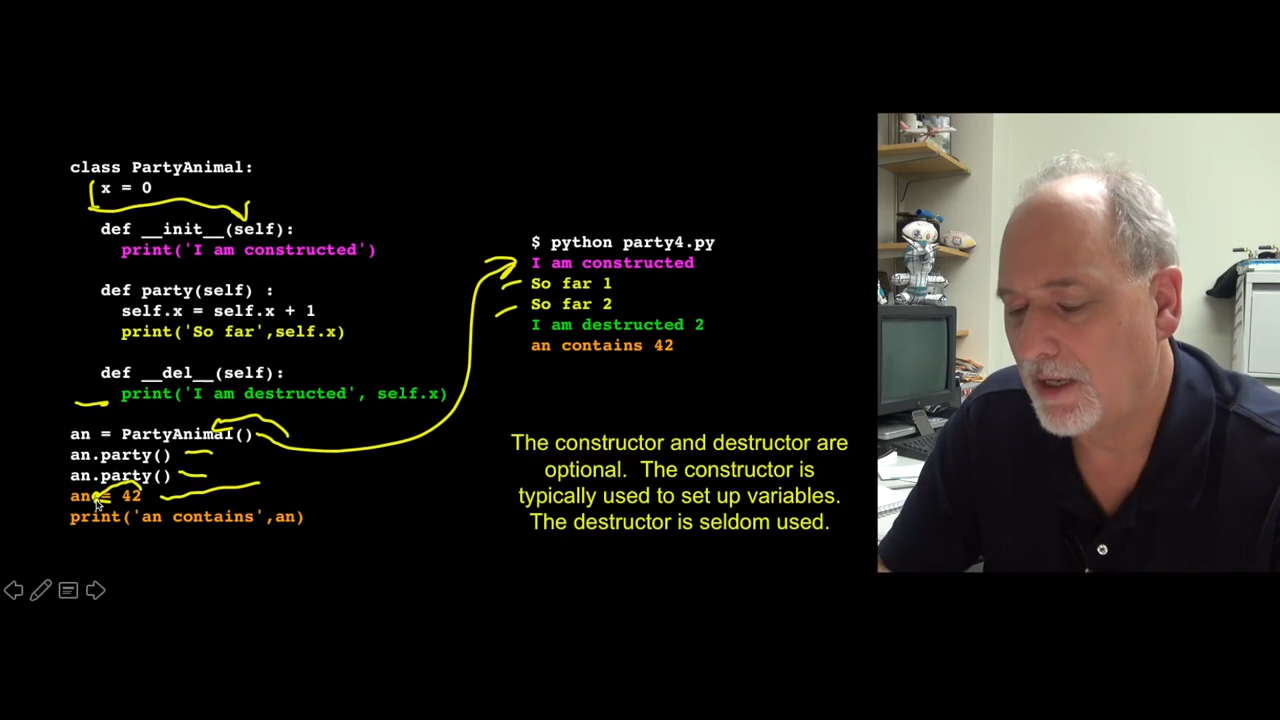 class PartyAnimal:
x = 0
def __init__(self):
print('I am constructed')
def party(self) :
self.x = self.x + 1
print('So far',self.x)
def __del__(self):
print('I am destructed', self.x)
an = PartyAnimal()
an.party()
an.party()
an = 42
print('an contains',an)
$ python party4.py
I am constructed
So far 1
So far 2
I am destructed 2
an contains 42
The constructor and destructor are
optional. The constructor is
typically used to set up variables.
The destructor is seldom used.